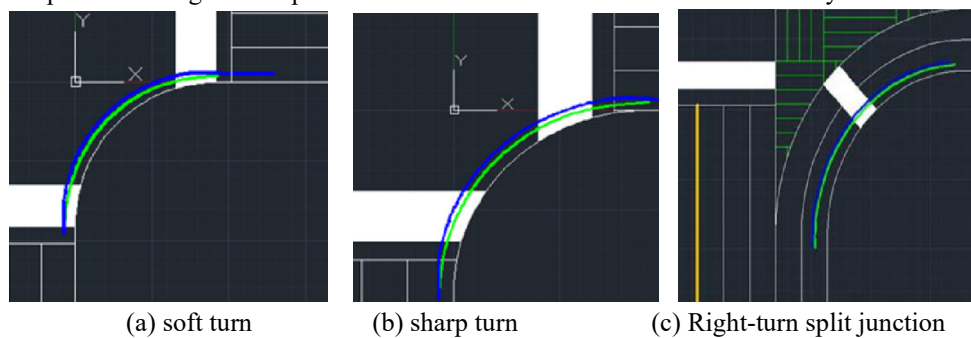 Y
X
Y
X
(a) soft turn
(b) sharp turn
(c) Right-turn split junction